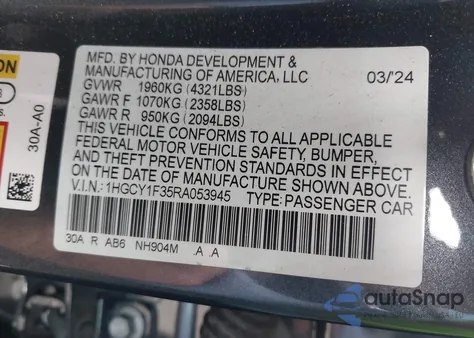 MFD. BY HONDA DEVELOPMENT &
MANUFACTURING OF AMERICA, LLC 03/24
GVWR 1960KG (4321LBS)
GAWR F 1070KG (2358LBS)
GAWR R 950KG (2094LBS)
THIS VEHICLE CONFORMS TO ALL APPLICABLE
FEDERAL MOTOR VEHICLE SAFETY, BUMPER,
AND THEFT PREVENTION STANDARDS IN EFFECT
ON THE DATE OF MANUFACTURE SHOWN ABOVE.
V.I.N.: 1HGCY1F35RA053945 TYPE: PASSENGER CAR
30A R AB6 NH904M A A
30A-A0
ON
autoSnap